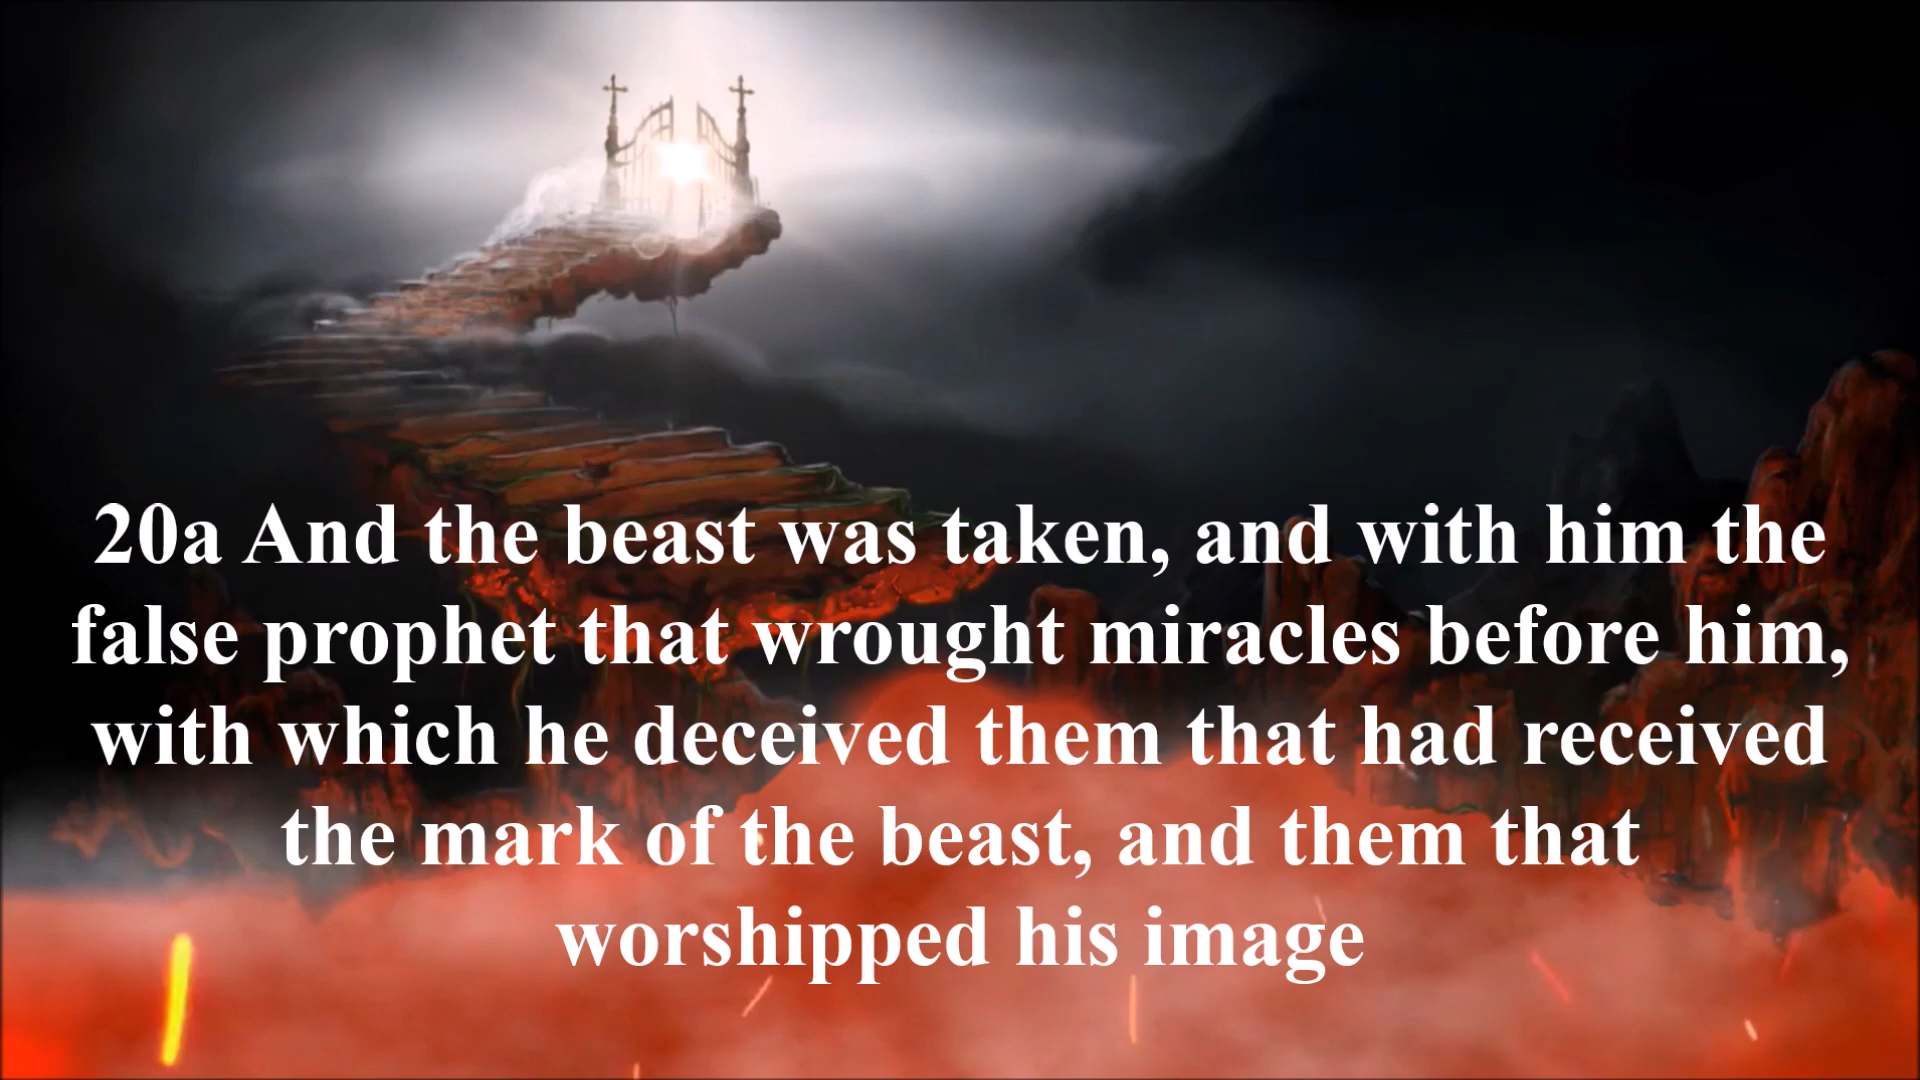 20a And the beast was taken, and with him the
false prophet that wrought miracles before him,
with which he deceived them that had received
the mark of the beast, and them that
worshipped his image